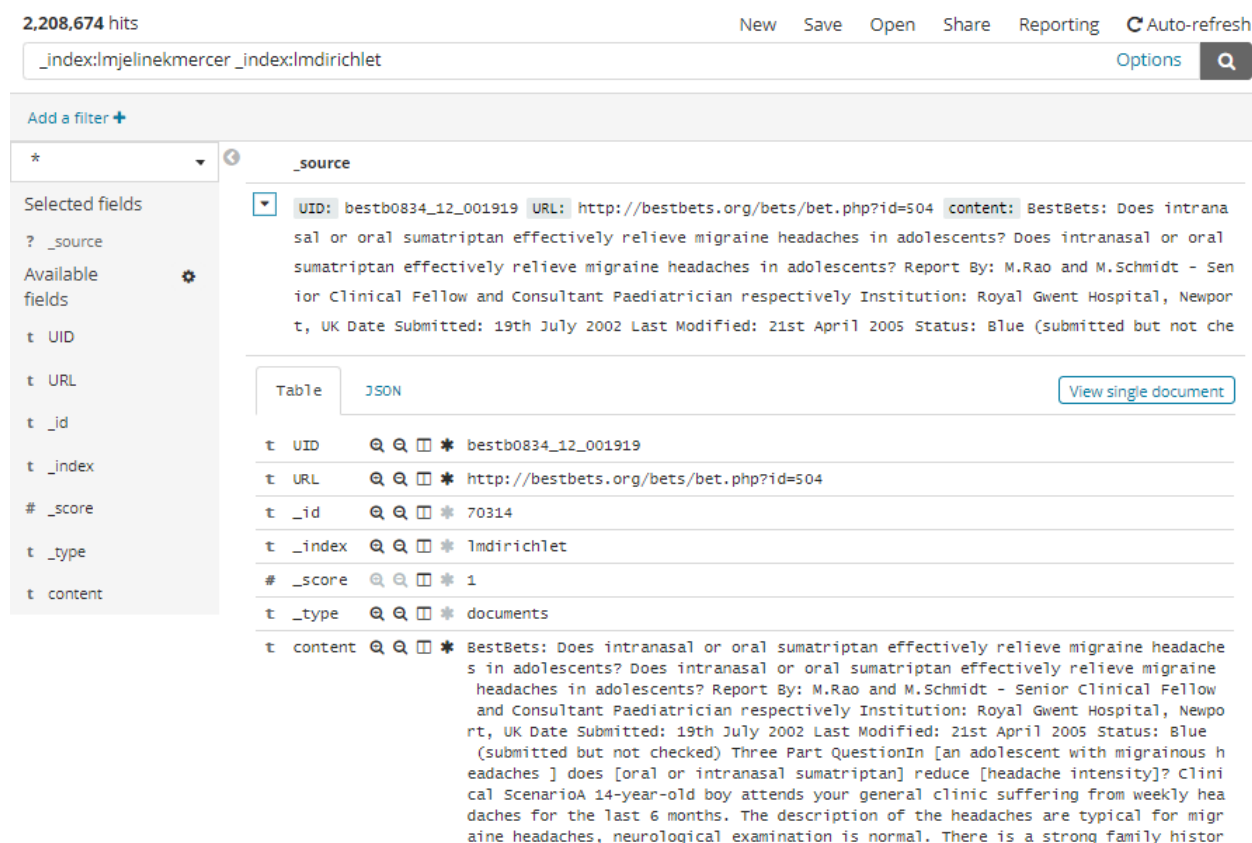 2,208,674 hits
New Save Open Share Reporting Auto-refresh
_index:lmjelinekmercer _index:lmdirichlet
Options
Add a filter +
*
_source
Selected fields
? _source
Available
fields
t UID
t URL
t _id
t _index
# _score
t _type
t content
UID: bestb0834_12_001919 URL: http://bestbets.org/bets/bet.php?id=504 content: BestBets: Does intrana
sal or oral sumatriptan effectively relieve migraine headaches in adolescents? Does intranasal or oral
sumatriptan effectively relieve migraine headaches in adolescents? Report By: M.Rao and M.Schmidt - Sen
ior Clinical Fellow and Consultant Paediatrician respectively Institution: Royal Gwent Hospital, Newpor
t, UK Date Submitted: 19th July 2002 Last Modified: 21st April 2005 Status: Blue (submitted but not che
Table JSON
View single document
t UID bestb0834_12_001919
t URL http://bestbets.org/bets/bet.php?id=504
t _id 70314
t _index lmdirichlet
# _score 1
t _type documents
t content BestBets: Does intranasal or oral sumatriptan effectively relieve migraine headache
s in adolescents? Does intranasal or oral sumatriptan effectively relieve migraine
headaches in adolescents? Report By: M.Rao and M.Schmidt - Senior Clinical Fellow
and Consultant Paediatrician respectively Institution: Royal Gwent Hospital, Newpo
rt, UK Date Submitted: 19th July 2002 Last Modified: 21st April 2005 Status: Blue
(submitted but not checked) Three Part QuestionIn [an adolescent with migrainous h
eadaches ] does [oral or intranasal sumatriptan] reduce [headache intensity]? Clini
cal ScenarioA 14-year-old boy attends your general clinic suffering from weekly hea
daches for the last 6 months. The description of the headaches are typical for migr
aine headaches, neurological examination is normal. There is a strong family histor